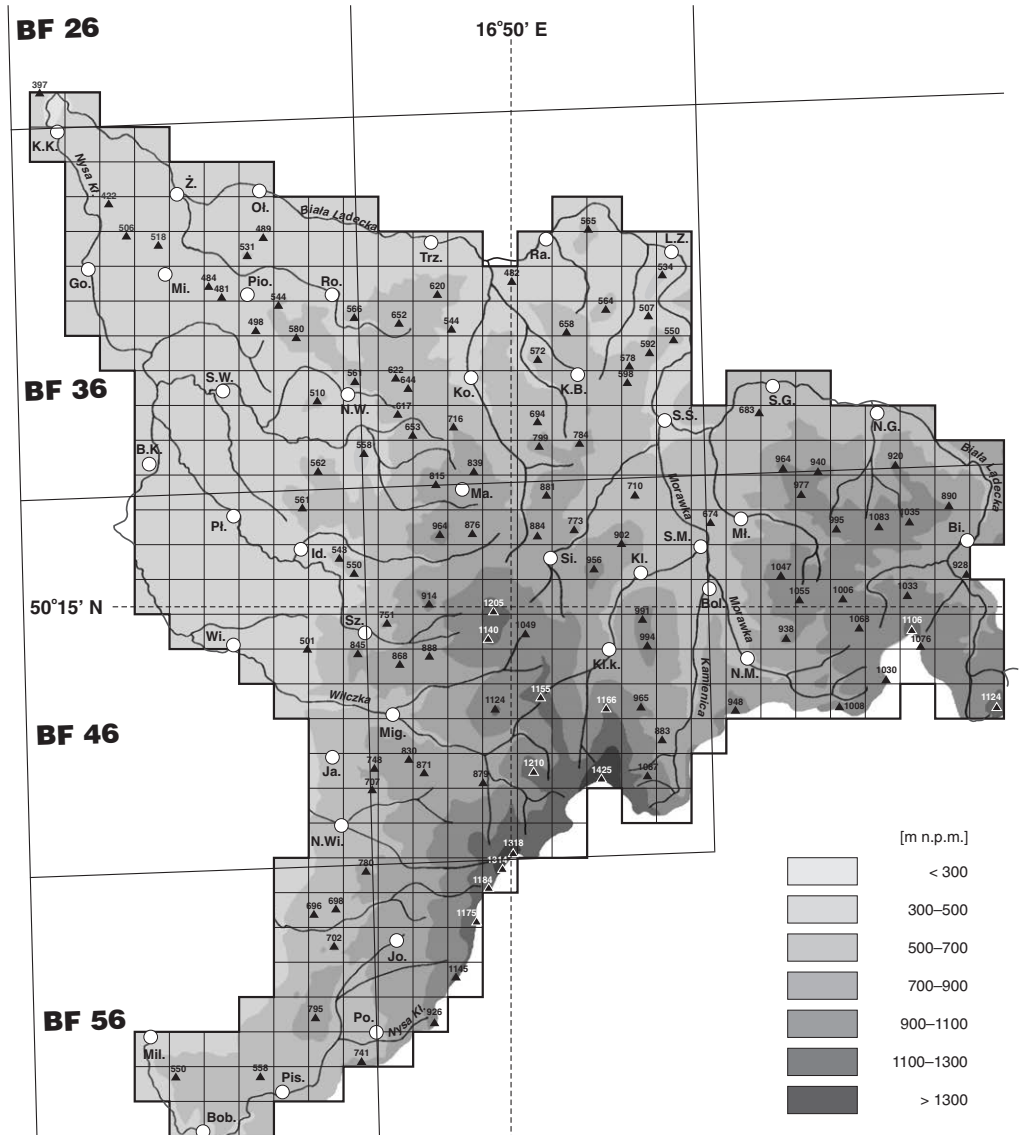 BF 26
16°50' E
397
K.K.
Nysa Kł.
422
Ż.
Oł.
Biała Lądecka
565
506
518
489
531
Trz.
Ra.
L.Z.
Go.
Mi.
484
481
Pio.
544
Ro.
620
482
534
498
580
566
652
544
564
507
658
592
550
572
578
598
BF 36
S.W.
510
561
N.W.
622
644
617
Ko.
K.B.
683
S.G.
N.G.
653
716
694
S.Ś.
B.K.
558
799
784
562
839
815
Ma.
881
710
Morawka
964
940
920
Biała Lądecka
977
890
561
Pł.
964
876
884
773
674
Mł.
995
1083
1035
Bi.
Id.
543
550
Si.
902
S.M.
956
Kl.
1047
928
50°15' N
914
1205
Bol.
1055
1006
1033
Wi.
751
Sz.
1140
1049
991
Morawka
1068
1106
501
845
868
888
994
938
1076
Kl.k.
N.M.
1030
Wilczka
1155
Kamienica
1124
1166
965
948
1008
1124
BF 46
Mig.
883
Ja.
748
830
871
1210
1425
1087
707
879
N.Wi.
1318
[m n.p.m.]
780
1314
< 300
1184
696
698
1175
300–500
702
Jo.
500–700
1145
700–900
BF 56
795
Po.
Nysa Kł.
926
900–1100
Mil.
741
1100–1300
550
558
Pis.
> 1300
Bob.